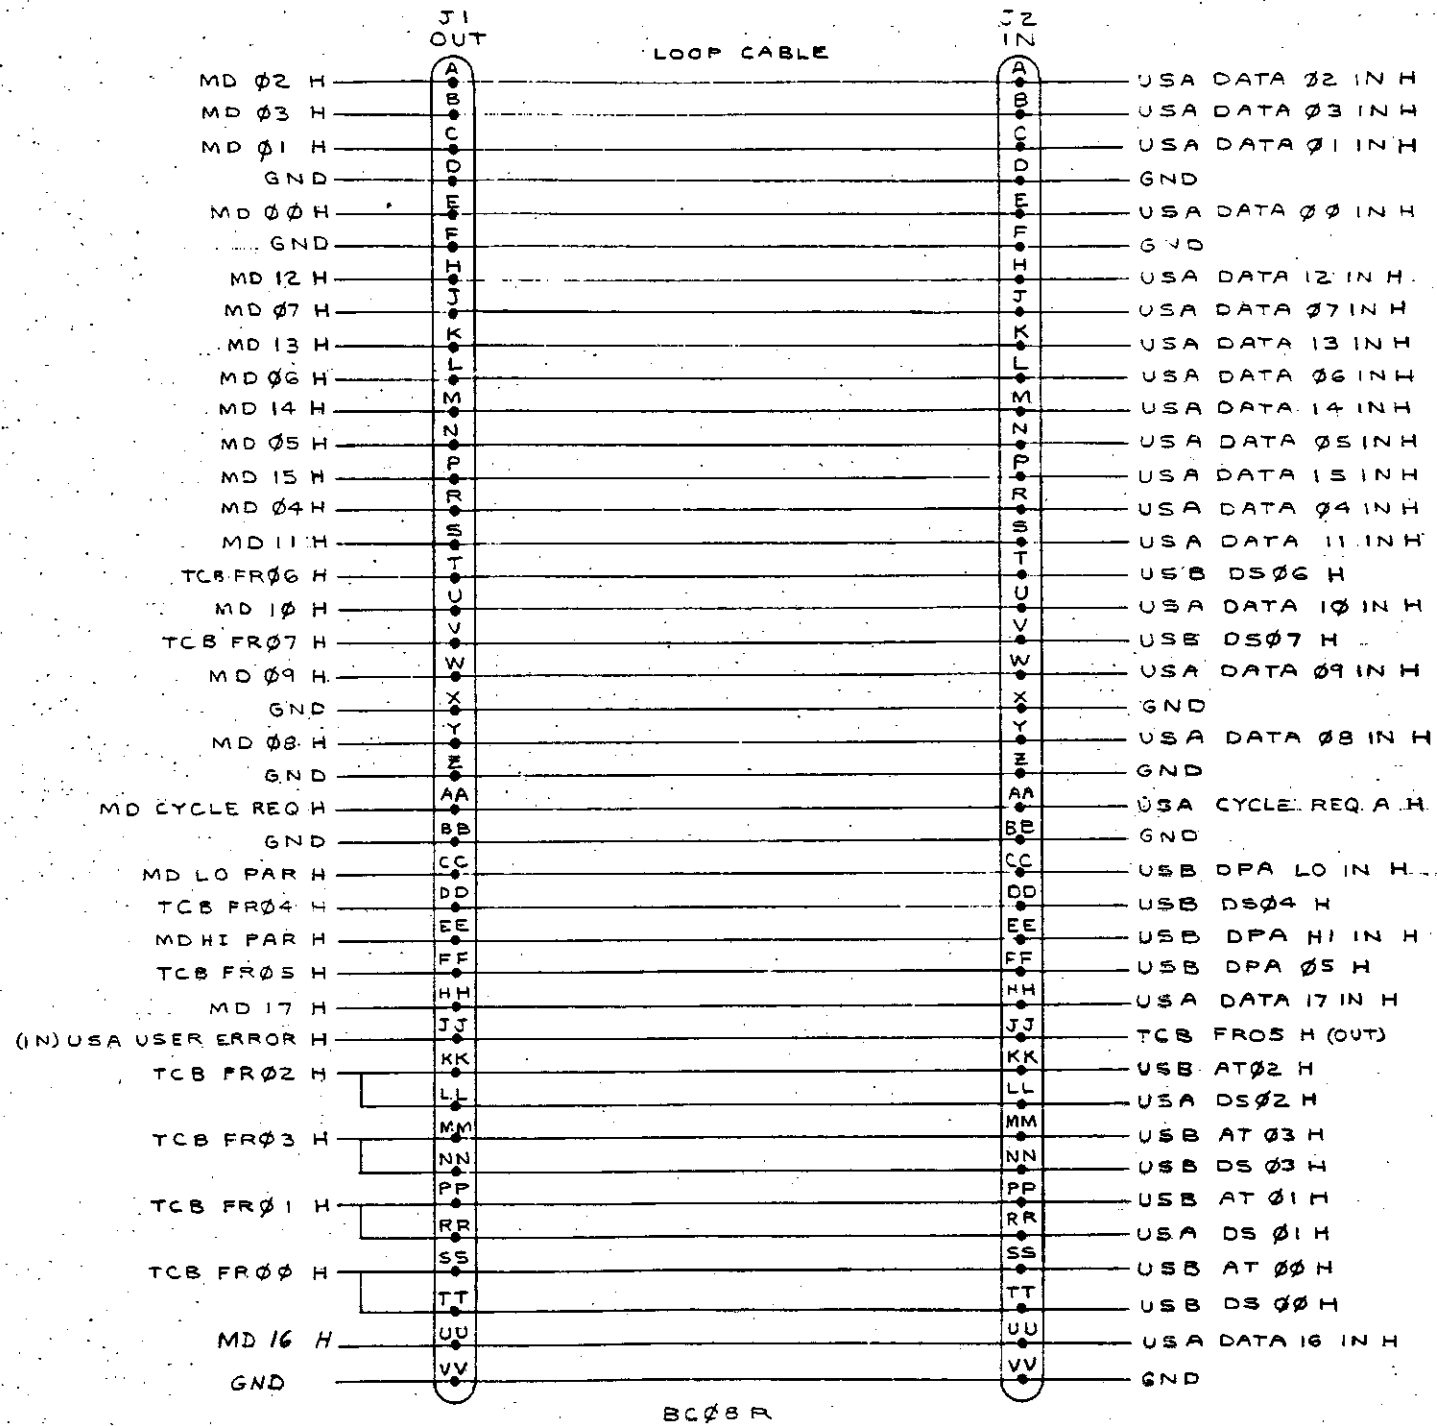 J1 J2
OUT IN
LOOP CABLE
MD Ø2 H A A USA DATA Ø2 IN H
MD Ø3 H B B USA DATA Ø3 IN H
MD Ø1 H C C USA DATA Ø1 IN H
GND D D GND
MD ØØ H E E USA DATA ØØ IN H
GND F F GND
MD 12 H H H USA DATA 12 IN H
MD Ø7 H J J USA DATA Ø7 IN H
MD 13 H K K USA DATA 13 IN H
MD Ø6 H L L USA DATA Ø6 IN H
MD 14 H M M USA DATA 14 IN H
MD Ø5 H N N USA DATA Ø5 IN H
MD 15 H P P USA DATA 15 IN H
MD Ø4 H R R USA DATA Ø4 IN H
MD 11 H S S USA DATA 11 IN H
TCB FRØ6 H T T USB DSØ6 H
MD 1Ø H U U USA DATA 1Ø IN H
TCB FRØ7 H V V USB DSØ7 H
MD Ø9 H W W USA DATA Ø9 IN H
GND X X GND
MD Ø8 H Y Y USA DATA Ø8 IN H
GND Z Z GND
MD CYCLE REQ H AA AA USA CYCLE REQ A H
GND BB BB GND
MD LO PAR H CC CC USB DPA LO IN H
TCB FRØ4 H DD DD USB DSØ4 H
MD HI PAR H EE EE USB DPA HI IN H
TCB FRØ5 H FF FF USB DPA Ø5 H
MD 17 H HH HH USA DATA 17 IN H
(IN) USA USER ERROR H JJ JJ TCB FR05 H (OUT)
TCB FRØ2 H KK KK USB ATØ2 H
LL LL USA DSØ2 H
TCB FRØ3 H MM MM USB AT Ø3 H
NN NN USB DS Ø3 H
TCB FRØ1 H PP PP USB AT Ø1 H
RR RR USA DS Ø1 H
TCB FRØØ H SS SS USB AT ØØ H
TT TT USB DS ØØ H
MD 16 H UU UU USA DATA 16 IN H
GND VV VV GND
BCØ8R